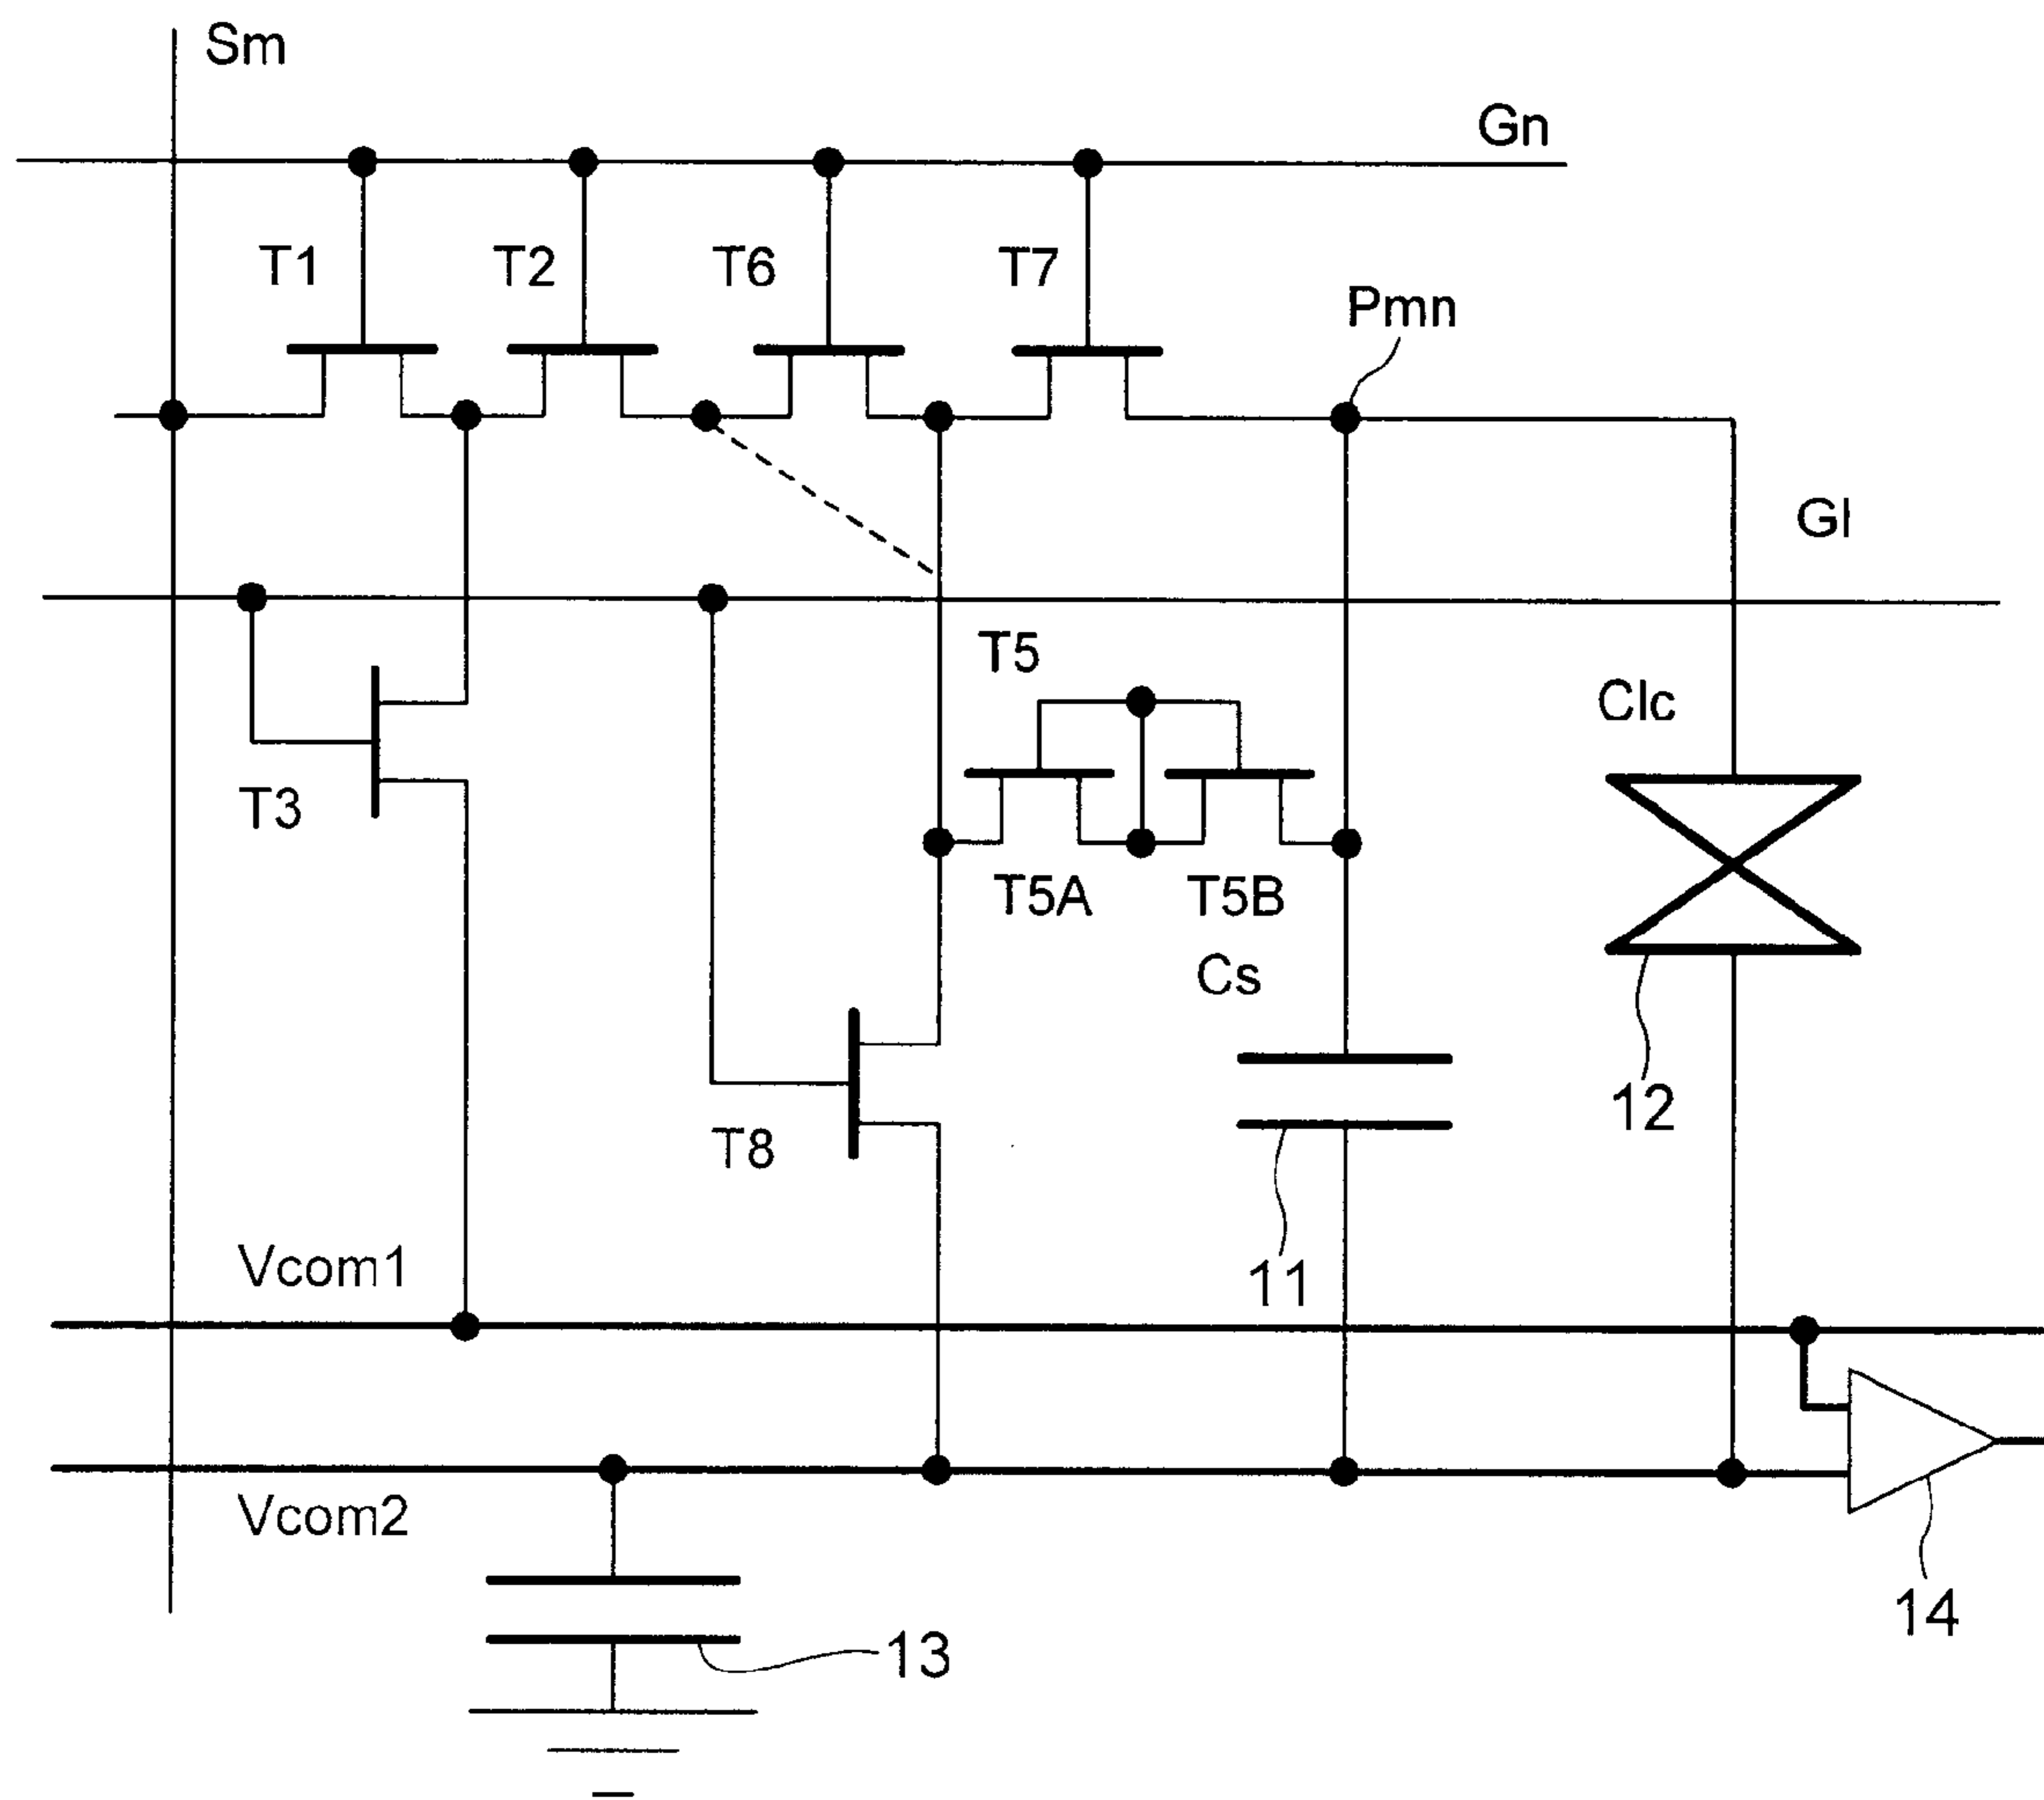 Sm
Gn
T1
T2
T6
T7
Pmn
Gl
T5
Clc
T3
T5A
T5B
Cs
12
T8
Vcom1
11
Vcom2
14
13